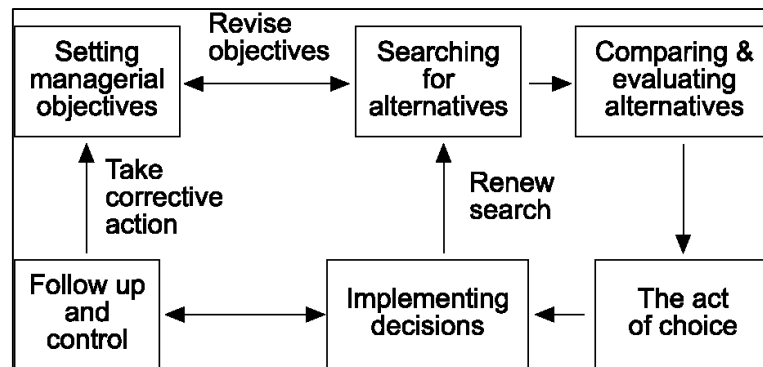 Setting
managerial
objectives
Revise
objectives
Searching
for
alternatives
Comparing &
evaluating
alternatives
Take
corrective
action
Renew
search
Follow up
and
control
Implementing
decisions
The act
of choice